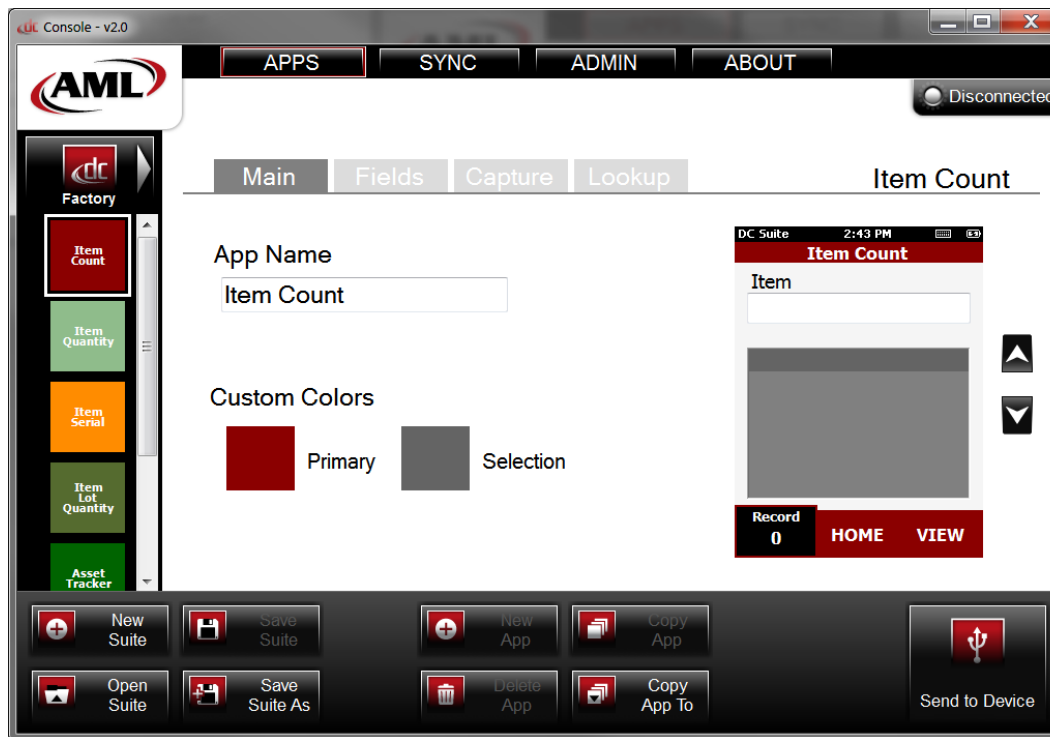 dc Console - v2.0
AML
APPS SYNC ADMIN ABOUT
Disconnected
dc
Factory
Main Fields Capture Lookup
Item Count
Item
Count
Item
Quantity
Item
Serial
Item
Lot
Quantity
Asset
Tracker
App Name
Item Count
Custom Colors
Primary
Selection
DC Suite 2:43 PM
Item Count
Item
Record
0
HOME
VIEW
New
Suite
Save
Suite
New
App
Copy
App
Open
Suite
Save
Suite As
Delete
App
Copy
App To
Send to Device